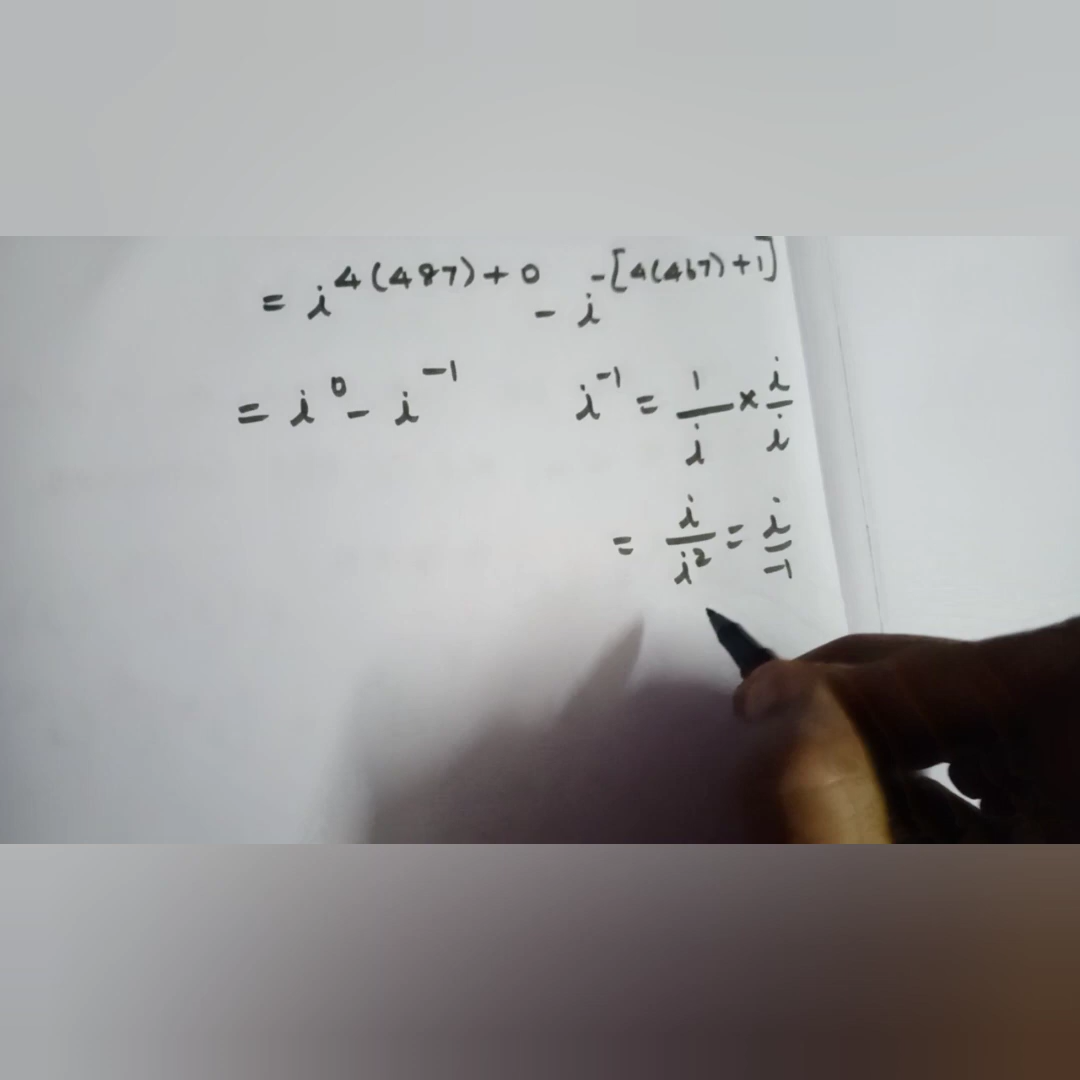 = i^{4(487)+0} - i^{-[4(467)+1]}
= i^0 - i^{-1}    i^{-1} = 1/i × i/i
= i/i^2 = i/-1